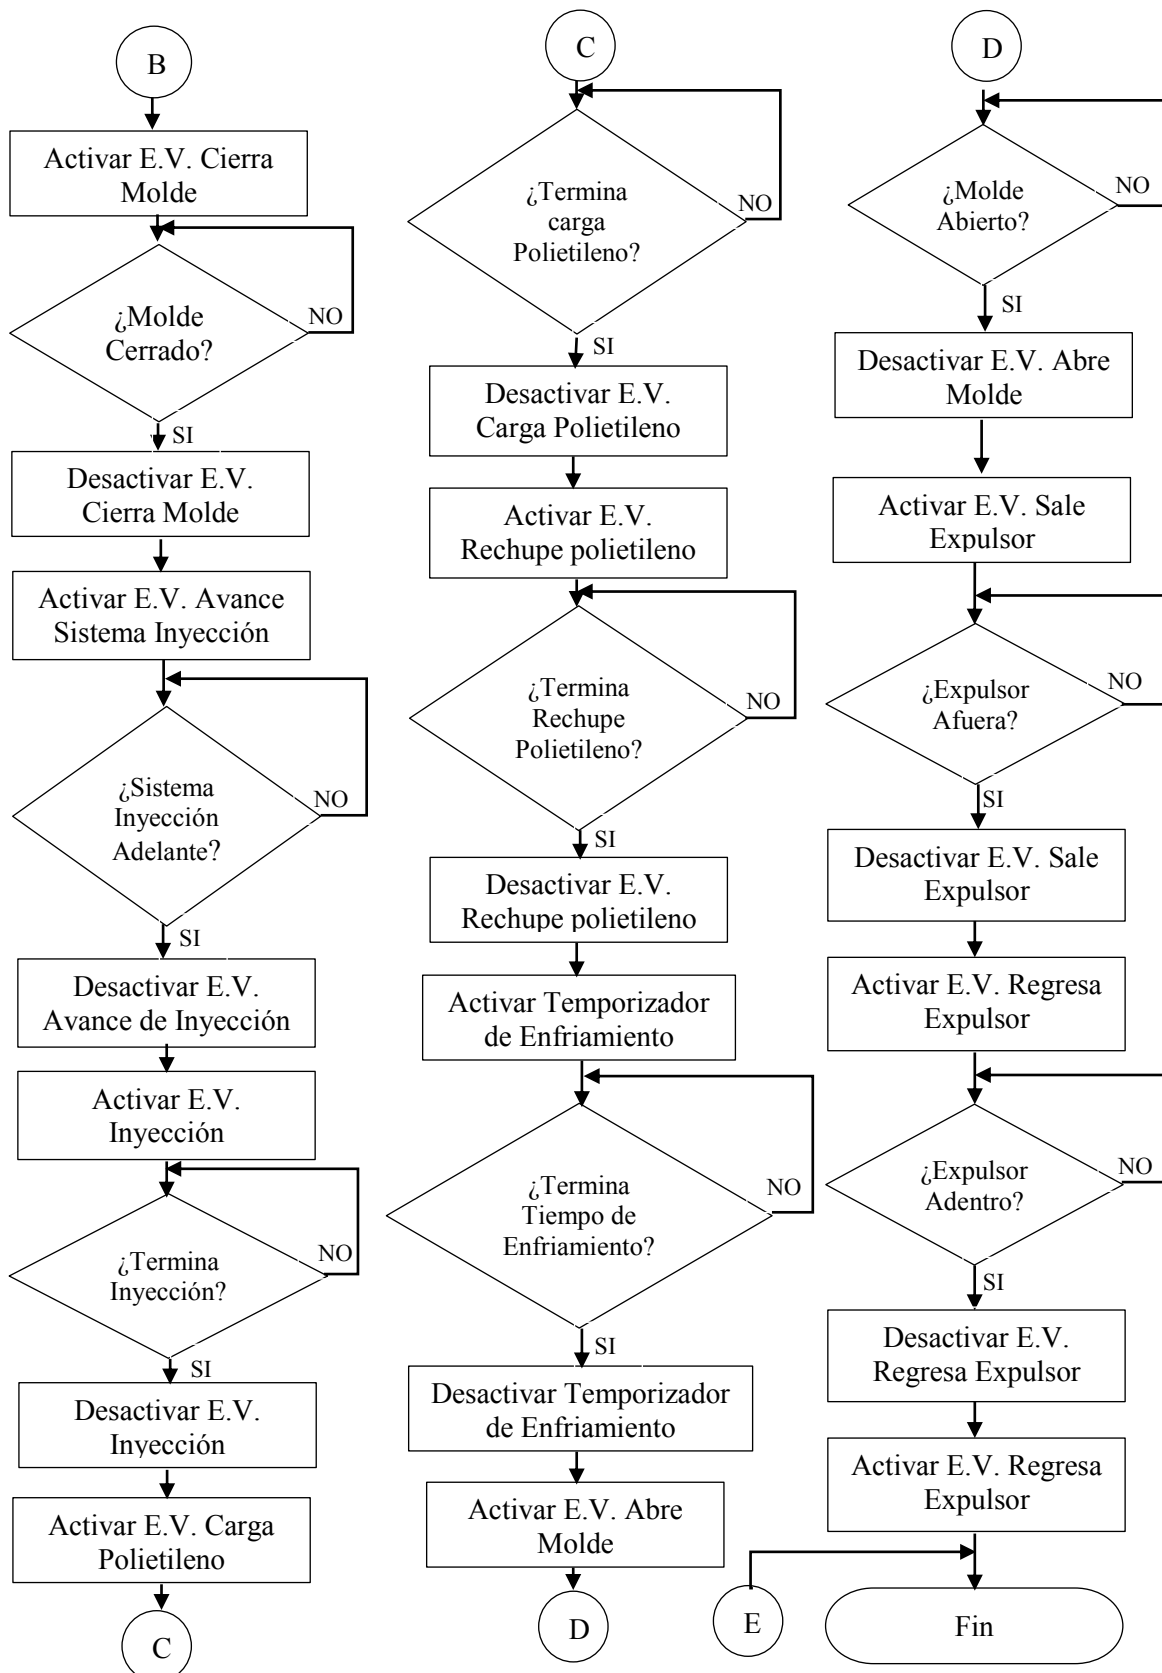 B
Activar E.V. Cierra
Molde
¿Molde
Cerrado?
NO
SI
Desactivar E.V.
Cierra Molde
Activar E.V. Avance
Sistema Inyección
¿Sistema
Inyección
Adelante?
NO
SI
Desactivar E.V.
Avance de Inyección
Activar E.V.
Inyección
¿Termina
Inyección?
NO
SI
Desactivar E.V.
Inyección
Activar E.V. Carga
Polietileno
C
C
¿Termina
carga
Polietileno?
NO
SI
Desactivar E.V.
Carga Polietileno
Activar E.V.
Rechupe polietileno
¿Termina
Rechupe
Polietileno?
NO
SI
Desactivar E.V.
Rechupe polietileno
Activar Temporizador
de Enfriamiento
¿Termina
Tiempo de
Enfriamiento?
NO
SI
Desactivar Temporizador
de Enfriamiento
Activar E.V. Abre
Molde
D
D
¿Molde
Abierto?
NO
SI
Desactivar E.V. Abre
Molde
Activar E.V. Sale
Expulsor
¿Expulsor
Afuera?
NO
SI
Desactivar E.V. Sale
Expulsor
Activar E.V. Regresa
Expulsor
¿Expulsor
Adentro?
NO
SI
Desactivar E.V.
Regresa Expulsor
Activar E.V. Regresa
Expulsor
E
Fin